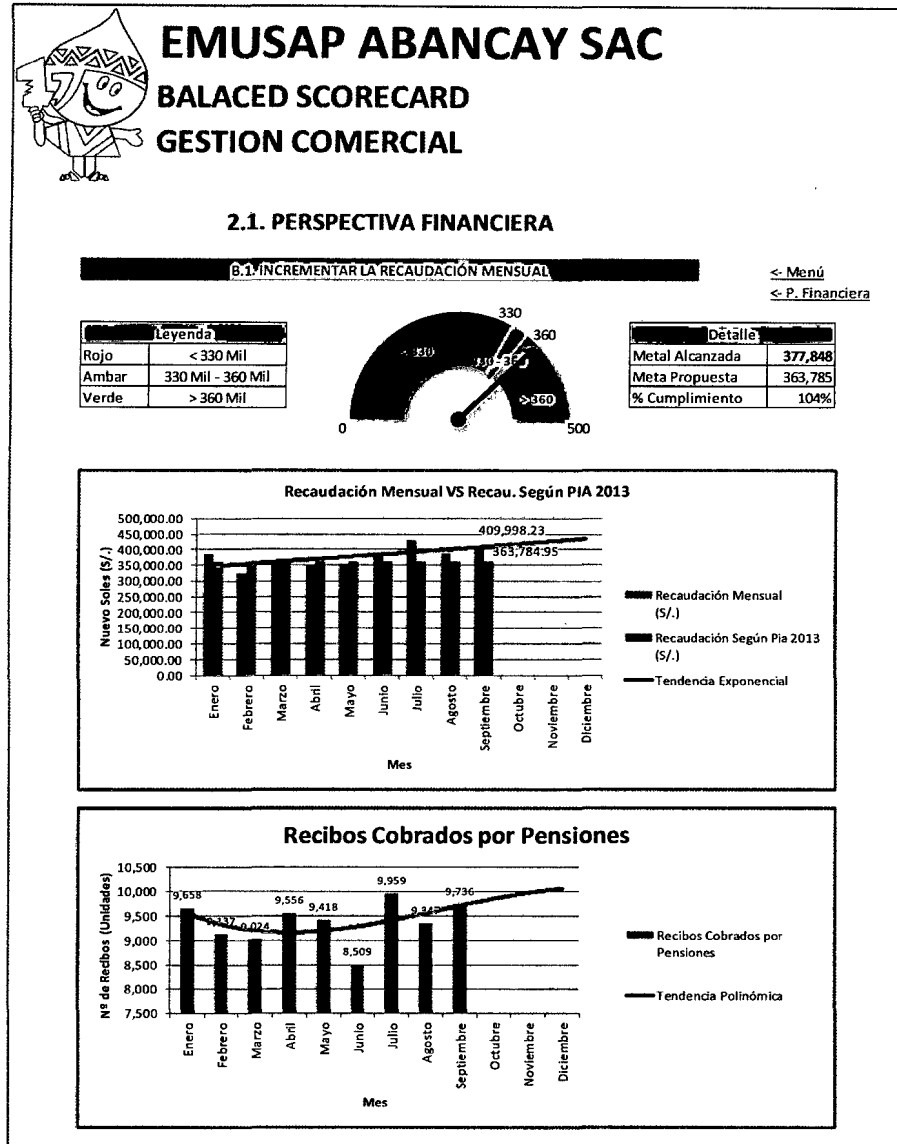 EMUSAP ABANCAY SAC
BALACED SCORECARD
GESTION COMERCIAL
2.1. PERSPECTIVA FINANCIERA
B.1. INCREMENTAR LA RECAUDACIÓN MENSUAL
<- Menú
<- P. Financiera
Leyenda
Rojo < 330 Mil
Ambar 330 Mil - 360 Mil
Verde > 360 Mil
330
360
< 330
> 360
0
500
Detalle
Metal Alcanzada 377,848
Meta Propuesta 363,785
% Cumplimiento 104%
Recaudación Mensual VS Recau. Según PIA 2013
Nuevo Soles (S/.)
500,000.00
450,000.00
400,000.00
350,000.00
300,000.00
250,000.00
200,000.00
150,000.00
100,000.00
50,000.00
0.00
409,998.23
363,784.95
Enero
Febrero
Marzo
Abril
Mayo
Junio
Julio
Agosto
Septiembre
Octubre
Noviembre
Diciembre
Mes
Recaudación Mensual
(S/.)
Recaudación Según Pia 2013
(S/.)
Tendencia Exponencial
Recibos Cobrados por Pensiones
Nº de Recibos (Unidades)
10,500
10,000
9,500
9,000
8,500
8,000
7,500
9,658
9,137
9,024
9,556
9,418
8,509
9,959
9,736
Enero
Febrero
Marzo
Abril
Mayo
Junio
Julio
Agosto
Septiembre
Octubre
Noviembre
Diciembre
Mes
Recibos Cobrados por
Pensiones
Tendencia Polinómica